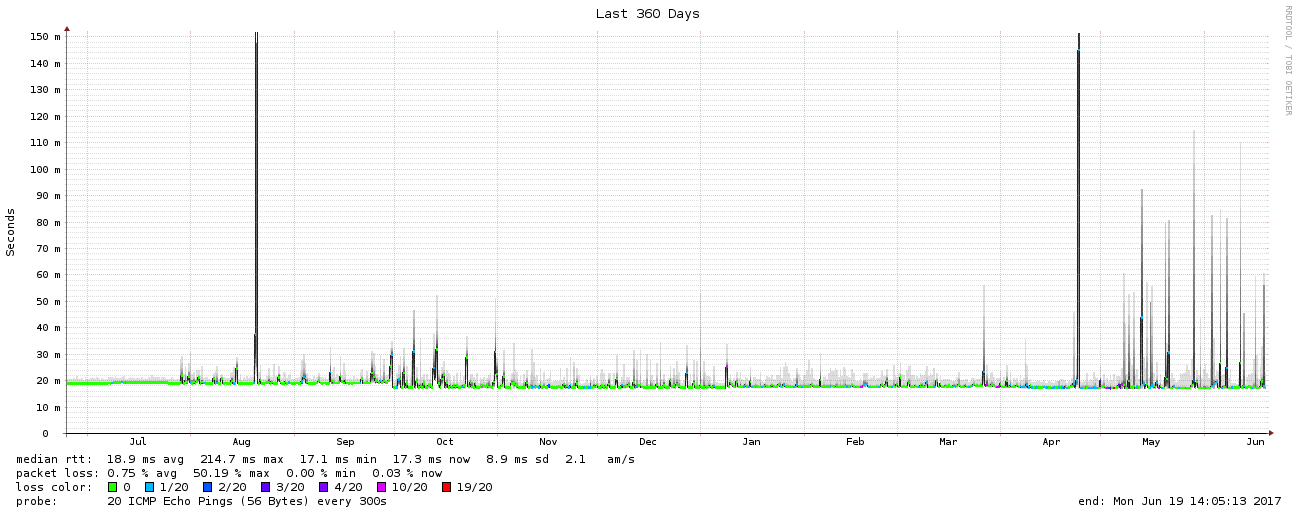 Last 360 Days
RRDTOOL / TOBI OETIKER
Seconds
150 m
140 m
130 m
120 m
110 m
100 m
90 m
80 m
70 m
60 m
50 m
40 m
30 m
20 m
10 m
0
Jul Aug Sep Oct Nov Dec Jan Feb Mar Apr May Jun
median rtt: 18.9 ms avg 214.7 ms max 17.1 ms min 17.3 ms now 8.9 ms sd 2.1 am/s
packet loss: 0.75 % avg 50.19 % max 0.00 % min 0.03 % now
loss color: 0 1/20 2/20 3/20 4/20 10/20 19/20
probe: 20 ICMP Echo Pings (56 Bytes) every 300s end: Mon Jun 19 14:05:13 2017